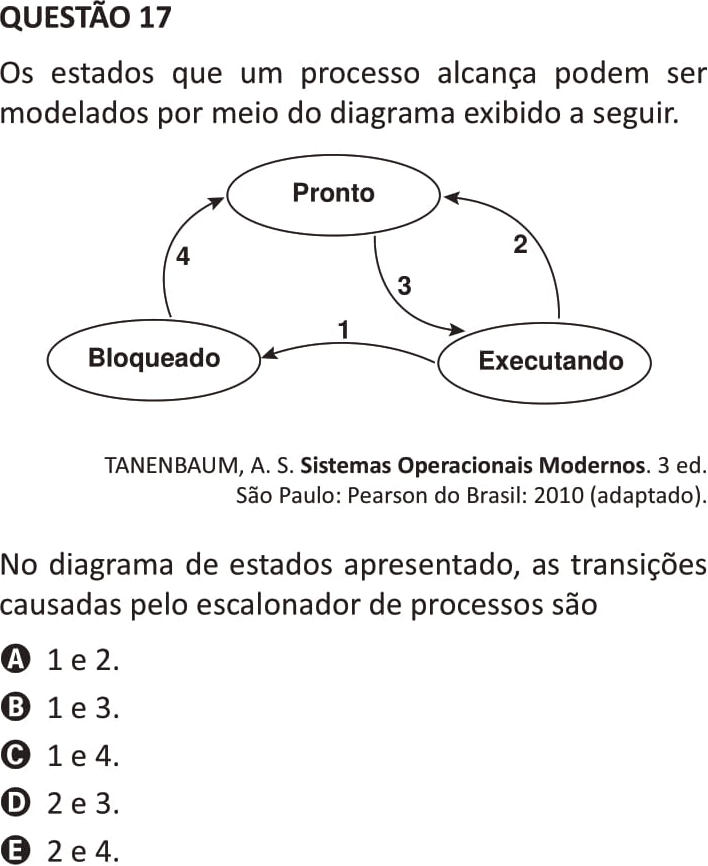 QUESTÃO 17
Os estados que um processo alcança podem ser
modelados por meio do diagrama exibido a seguir.
Pronto
4
2
3
1
Bloqueado
Executando
TANENBAUM, A. S. Sistemas Operacionais Modernos. 3 ed.
São Paulo: Pearson do Brasil: 2010 (adaptado).
No diagrama de estados apresentado, as transições
causadas pelo escalonador de processos são
A 1 e 2.
B 1 e 3.
C 1 e 4.
D 2 e 3.
E 2 e 4.